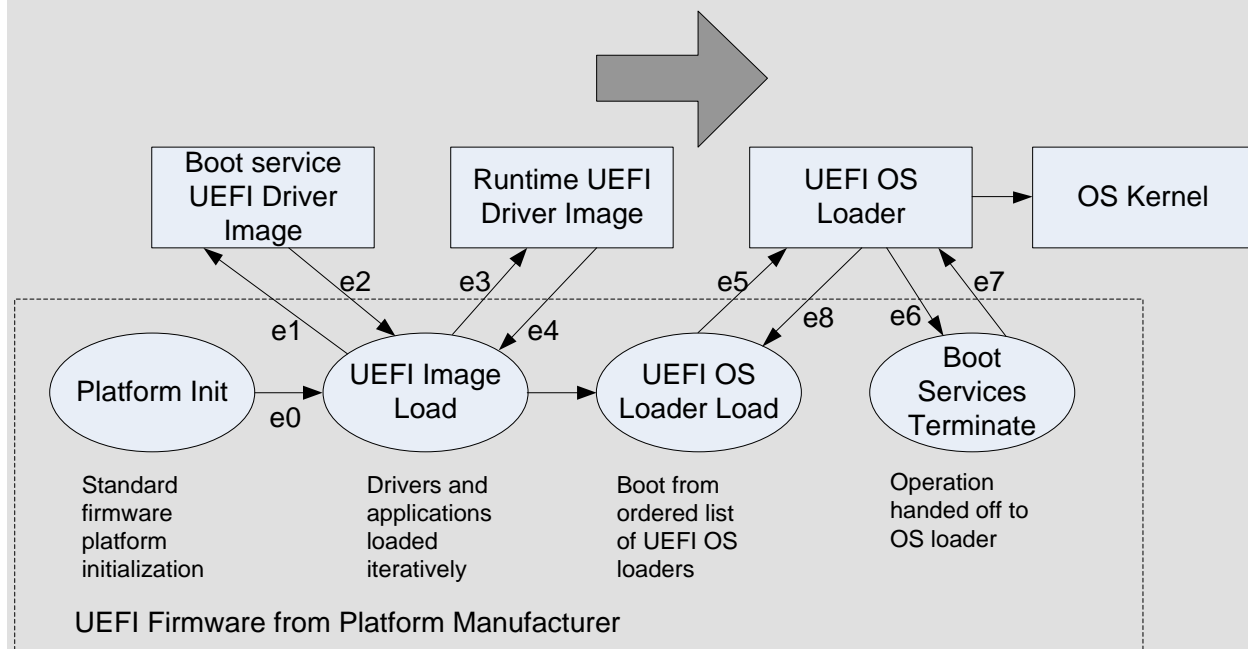 Boot service
UEFI Driver
Image
Runtime UEFI
Driver Image
UEFI OS
Loader
OS Kernel
e1
e2
e3
e4
e5
e8
e6
e7
Platform Init
e0
UEFI Image
Load
UEFI OS
Loader Load
Boot
Services
Terminate
Standard
firmware
platform
initialization
Drivers and
applications
loaded
iteratively
Boot from
ordered list
of UEFI OS
loaders
Operation
handed off to
OS loader
UEFI Firmware from Platform Manufacturer